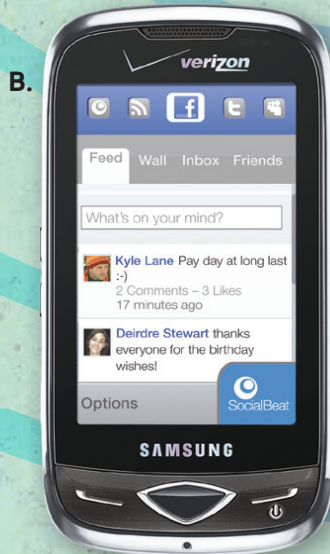 B.
verizon
Feed Wall Inbox Friends
What's on your mind?
Kyle Lane Pay day at long last
:-)
2 Comments – 3 Likes
17 minutes ago
Deirdre Stewart thanks
everyone for the birthday
wishes!
Options
SocialBeat
SAMSUNG